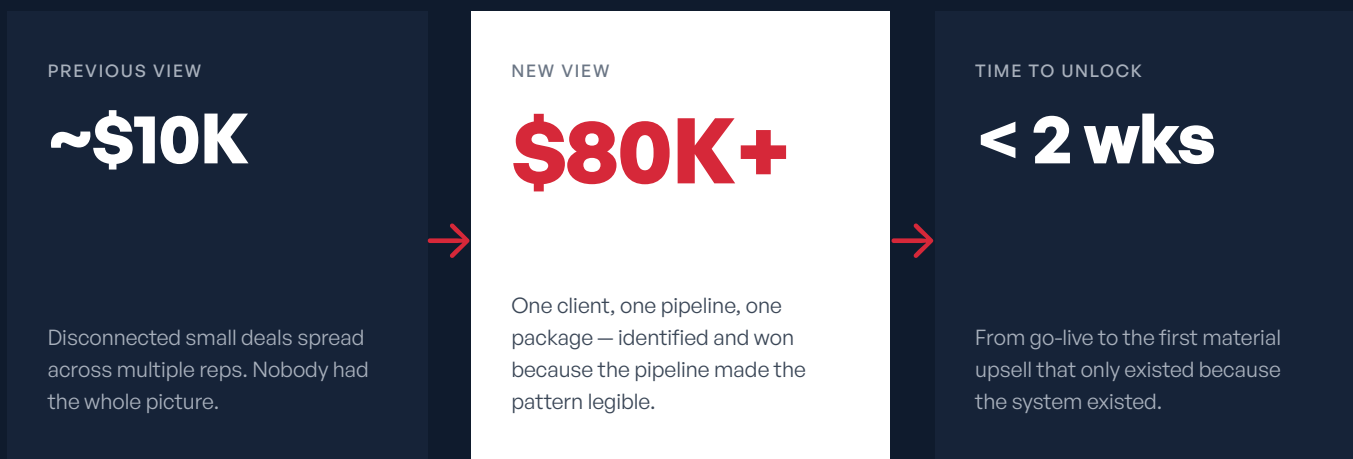 PREVIOUS VIEW
~$10K
Disconnected small deals spread
across multiple reps. Nobody had
the whole picture.
NEW VIEW
$80K+
One client, one pipeline, one
package — identified and won
because the pipeline made the
pattern legible.
TIME TO UNLOCK
< 2 wks
From go-live to the first material
upsell that only existed because
the system existed.